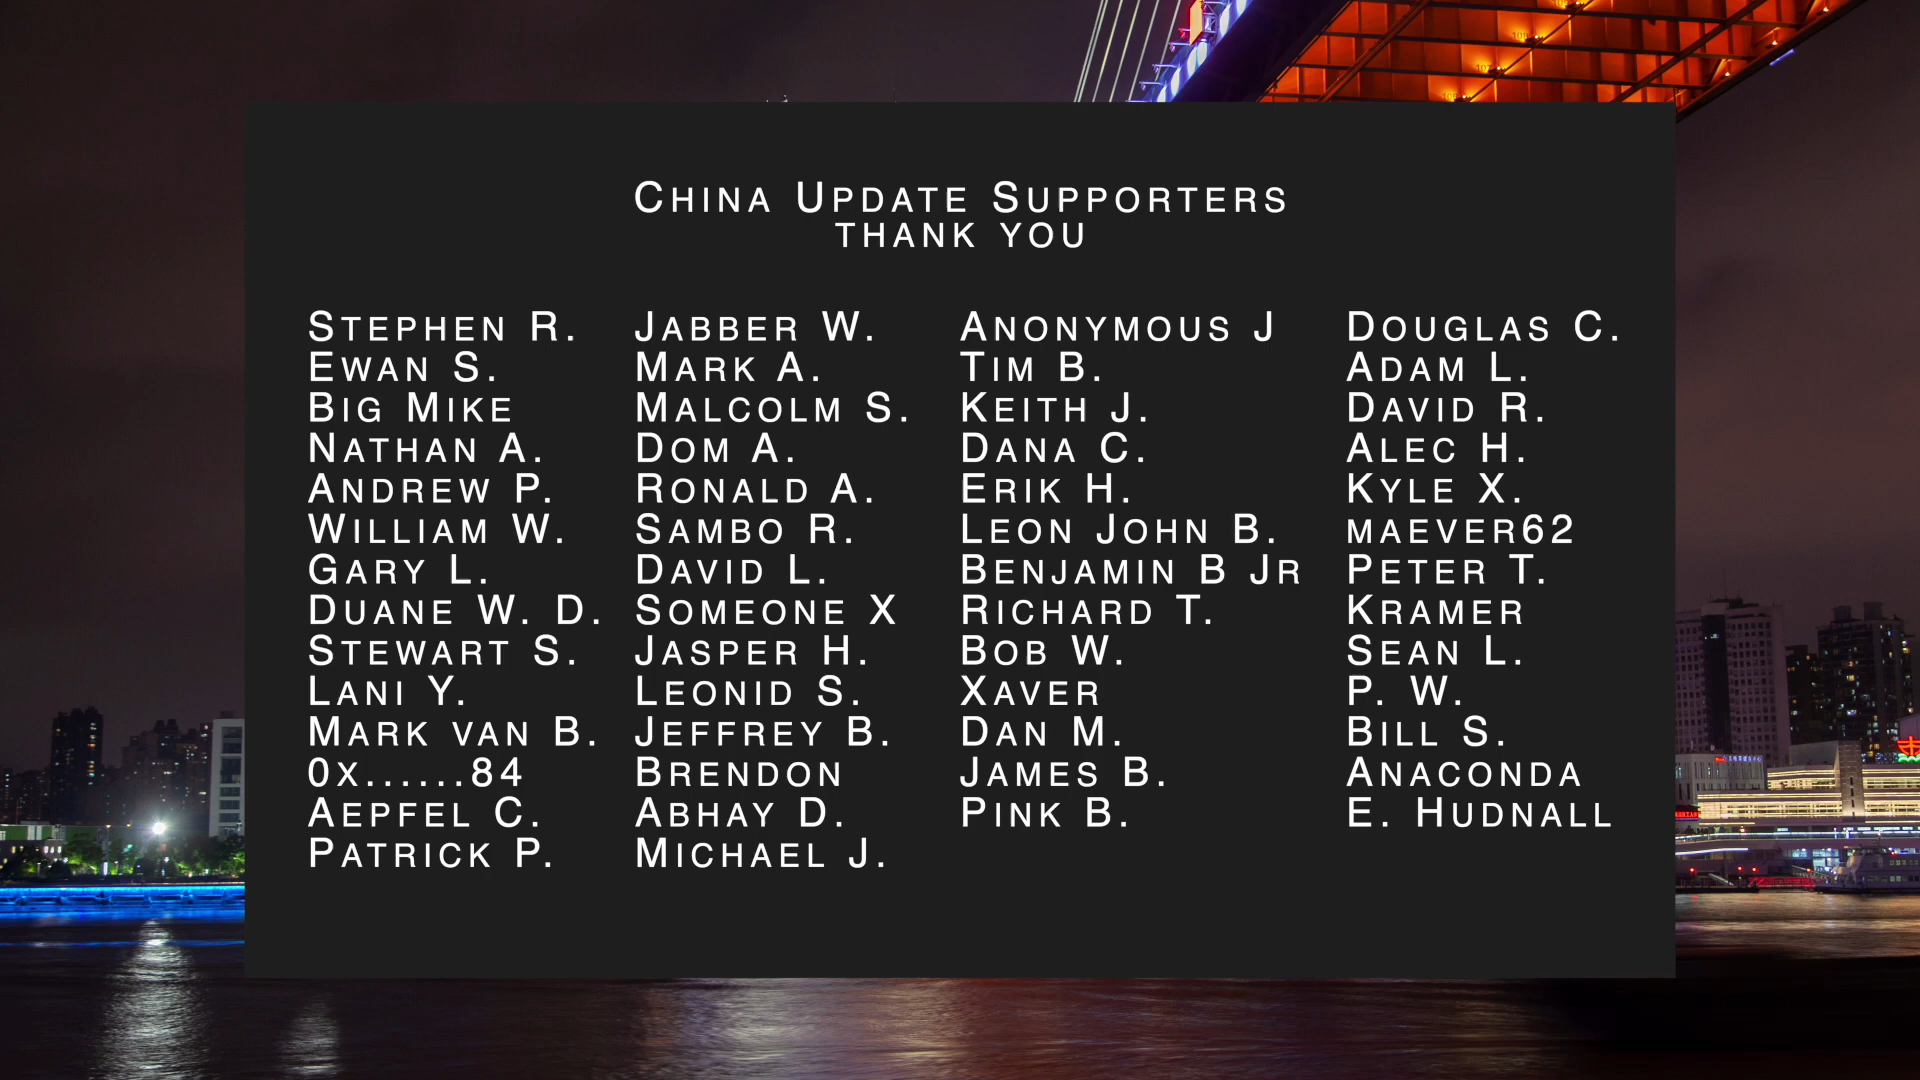 China Update Supporters
thank you
Stephen R.
Ewan S.
Big Mike
Nathan A.
Andrew P.
William W.
Gary L.
Duane W. D.
Stewart S.
Lani Y.
Mark van B.
0x......84
Aepfel C.
Patrick P.
Jabber W.
Mark A.
Malcolm S.
Dom A.
Ronald A.
Sambo R.
David L.
Someone X
Jasper H.
Leonid S.
Jeffrey B.
Brendon
Abhay D.
Michael J.
Anonymous J
Tim B.
Keith J.
Dana C.
Erik H.
Leon John B.
Benjamin B Jr
Richard T.
Bob W.
Xaver
Dan M.
James B.
Pink B.
Douglas C.
Adam L.
David R.
Alec H.
Kyle X.
maever62
Peter T.
Kramer
Sean L.
P. W.
Bill S.
Anaconda
E. Hudnall